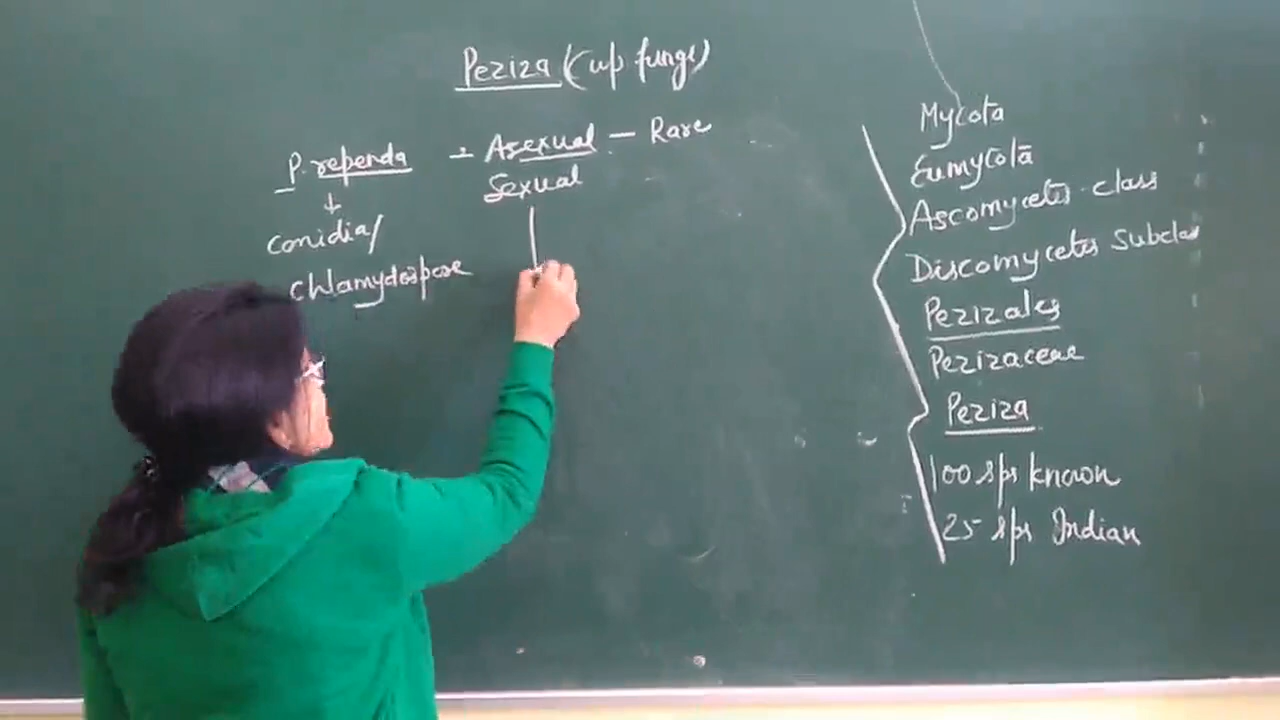 Peziza (cup fungi)
P. rependa - Asexual - Rare
Sexual
↓
conidia/
chlamydospore
Mycota
Eumycota
Ascomycetes - class
Discomycetes Subclas
Pezizales
Pezizaceae
Peziza
100 sps known
25 sps Indian